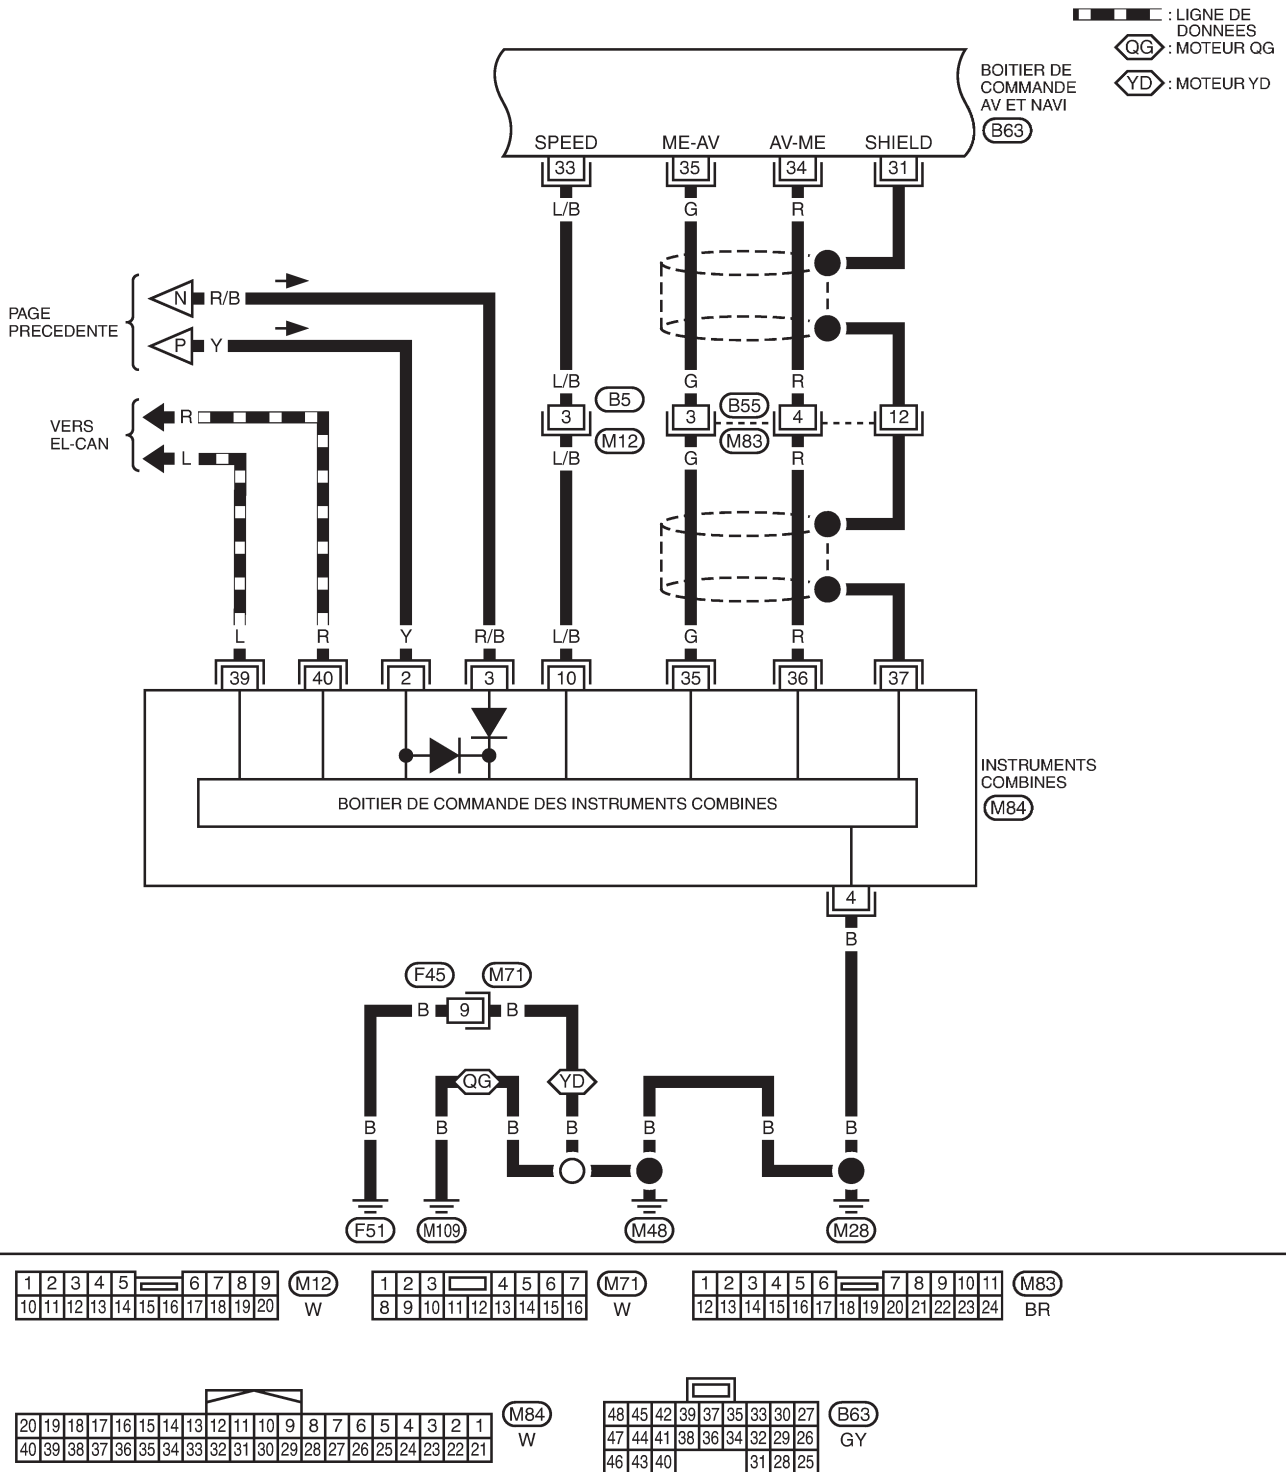 : LIGNE DE
DONNEES
QG : MOTEUR QG
YD : MOTEUR YD
BOITIER DE
COMMANDE
AV ET NAVI
B63
SPEED ME-AV AV-ME SHIELD
33 35 34 31
L/B G R
PAGE
PRECEDENTE
N R/B
P Y
L/B G R
B5 B55
3 3 4 12
M12 M83
L/B G R
VERS
EL-CAN
R
L
L R Y R/B L/B G R
39 40 2 3 10 35 36 37
BOITIER DE COMMANDE DES INSTRUMENTS COMBINES
INSTRUMENTS
COMBINES
M84
4
B
F45 M71
B 9 B
QG YD
B B B B B B B
F51 M109 M48 M28
1 2 3 4 5 6 7 8 9
10 11 12 13 14 15 16 17 18 19 20
M12
W
1 2 3 4 5 6 7
8 9 10 11 12 13 14 15 16
M71
W
1 2 3 4 5 6 7 8 9 10 11
12 13 14 15 16 17 18 19 20 21 22 23 24
M83
BR
20 19 18 17 16 15 14 13 12 11 10 9 8 7 6 5 4 3 2 1
40 39 38 37 36 35 34 33 32 31 30 29 28 27 26 25 24 23 22 21
M84
W
48 45 42 39 37 35 33 30 27
47 44 41 38 36 34 32 29 26
46 43 40 31 28 25
B63
GY